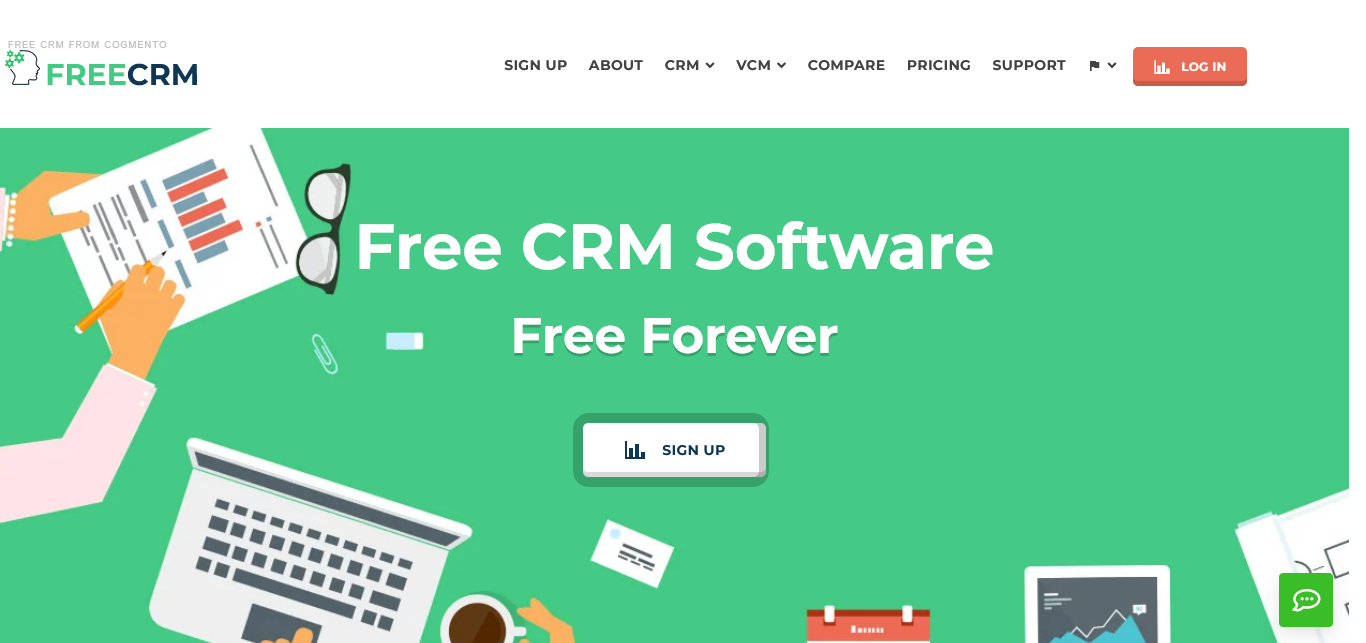 FREE CRM FROM COGMENTO
FREECRM
SIGN UP ABOUT CRM VCM COMPARE PRICING SUPPORT LOG IN
Free CRM Software
Free Forever
SIGN UP